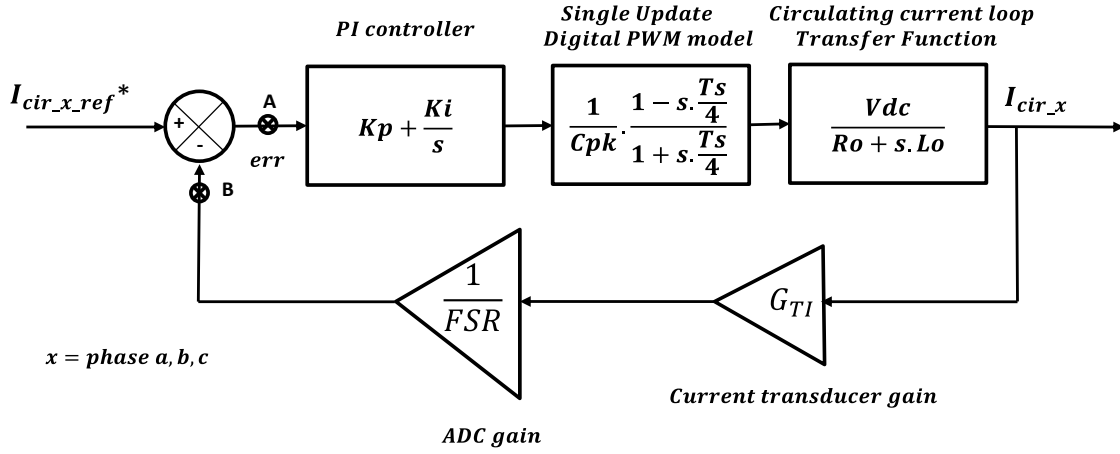 PI controller
Single Update
Digital PWM model
Circulating current loop
Transfer Function
I_cir_x_ref*
+
-
A
err
B
Kp + Ki/s
1/Cpk . (1 − s.Ts/4)/(1 + s.Ts/4)
Vdc/(Ro + s.Lo)
I_cir_x
1/FSR
G_TI
x = phase a, b, c
Current transducer gain
ADC gain